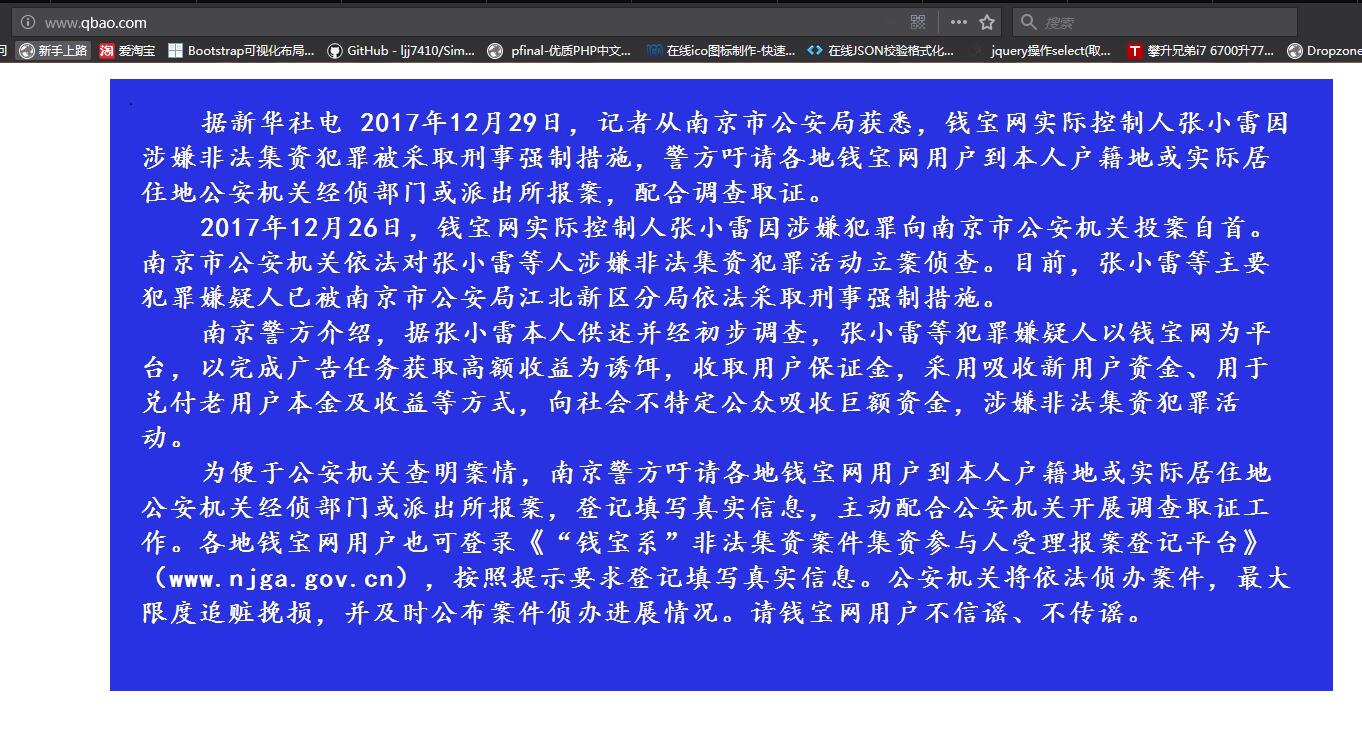 www.qbao.com
搜索
问
新手上路
爱淘宝
Bootstrap可视化布局...
GitHub - ljj7410/Sim...
pfinal-优质PHP中文...
在线ico图标制作-快速...
在线JSON校验格式化...
jquery操作select(取...
攀升兄弟i7 6700升77...
Dropzone
据新华社电 2017年12月29日，记者从南京市公安局获悉，钱宝网实际控制人张小雷因
涉嫌非法集资犯罪被采取刑事强制措施，警方吁请各地钱宝网用户到本人户籍地或实际居
住地公安机关经侦部门或派出所报案，配合调查取证。
2017年12月26日，钱宝网实际控制人张小雷因涉嫌犯罪向南京市公安机关投案自首。
南京市公安机关依法对张小雷等人涉嫌非法集资犯罪活动立案侦查。目前，张小雷等主要
犯罪嫌疑人已被南京市公安局江北新区分局依法采取刑事强制措施。
南京警方介绍，据张小雷本人供述并经初步调查，张小雷等犯罪嫌疑人以钱宝网为平
台，以完成广告任务获取高额收益为诱饵，收取用户保证金，采用吸收新用户资金、用于
兑付老用户本金及收益等方式，向社会不特定公众吸收巨额资金，涉嫌非法集资犯罪活
动。
为便于公安机关查明案情，南京警方吁请各地钱宝网用户到本人户籍地或实际居住地
公安机关经侦部门或派出所报案，登记填写真实信息，主动配合公安机关开展调查取证工
作。各地钱宝网用户也可登录《“钱宝系”非法集资案件集资参与人受理报案登记平台》
（www.njga.gov.cn），按照提示要求登记填写真实信息。公安机关将依法侦办案件，最大
限度追赃挽损，并及时公布案件侦办进展情况。请钱宝网用户不信谣、不传谣。